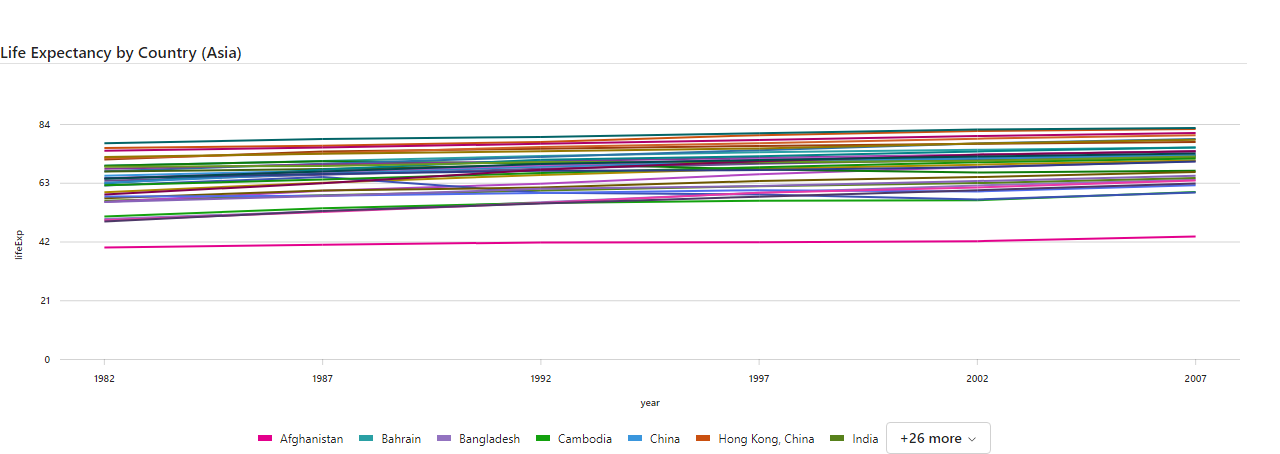 Life Expectancy by Country (Asia)
84
63
42
21
0
lifeExp
1982 1987 1992 1997 2002 2007
year
Afghanistan Bahrain Bangladesh Cambodia China Hong Kong, China India +26 more